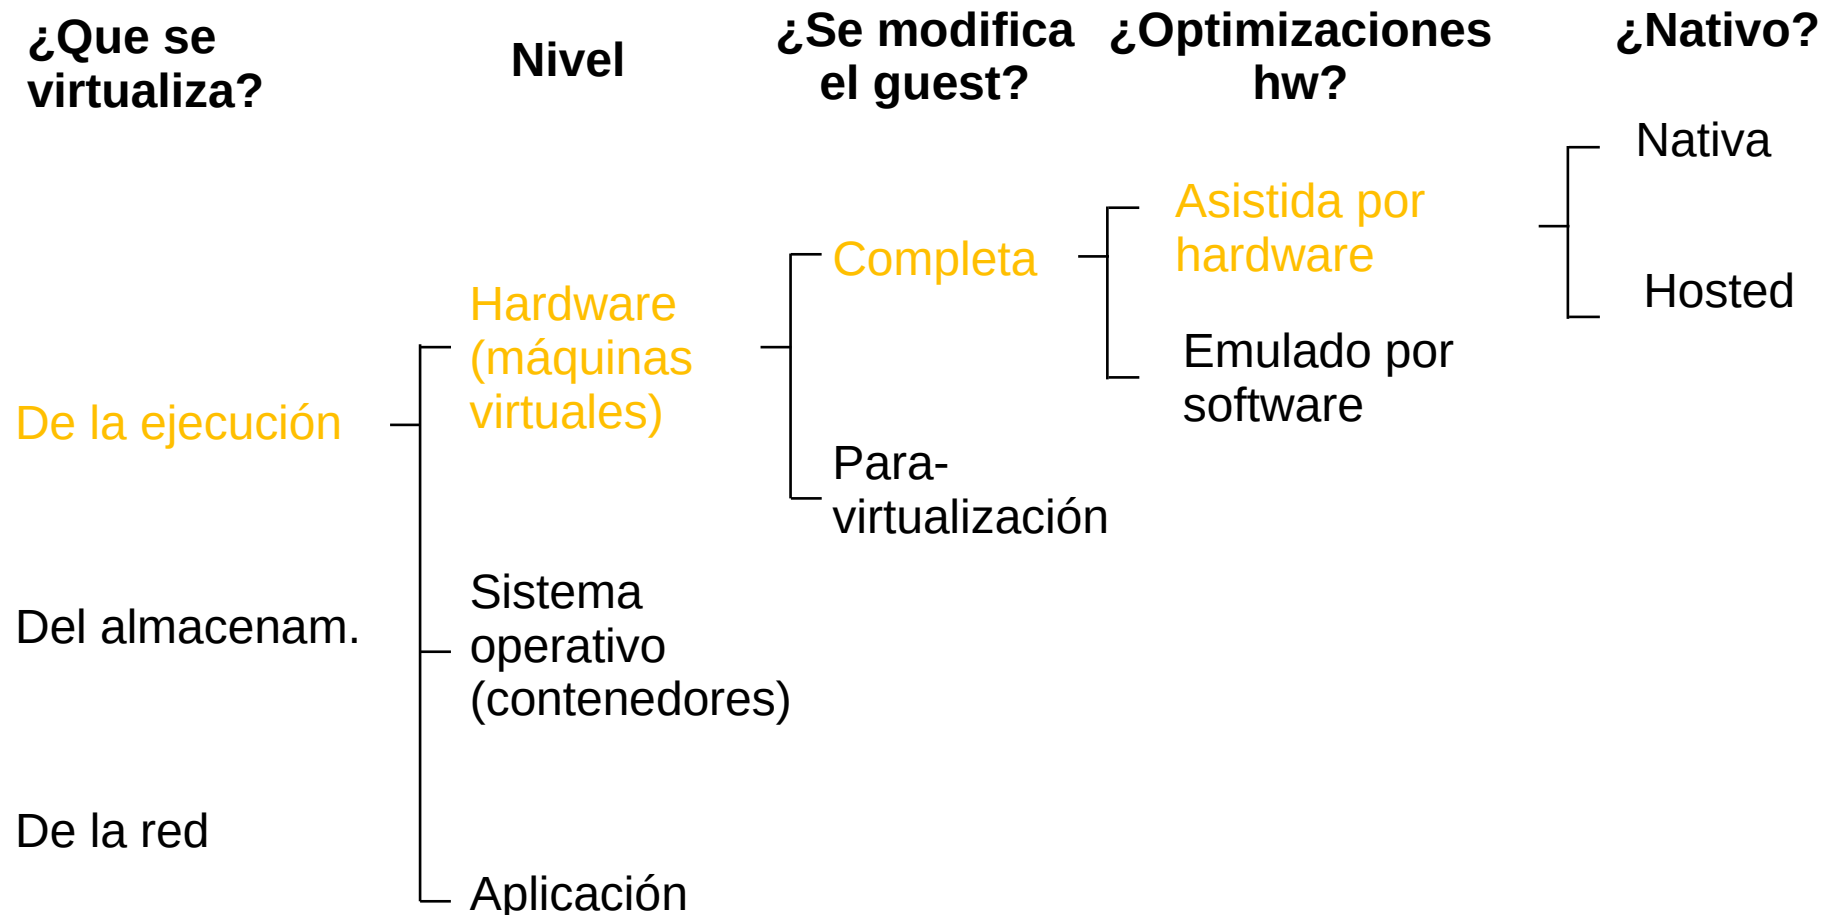 ¿Que se
virtualiza?
Nivel
¿Se modifica
el guest?
¿Optimizaciones
hw?
¿Nativo?
De la ejecución
Del almacenam.
De la red
Hardware
(máquinas
virtuales)
Sistema
operativo
(contenedores)
Aplicación
Completa
Para-
virtualización
Asistida por
hardware
Emulado por
software
Nativa
Hosted